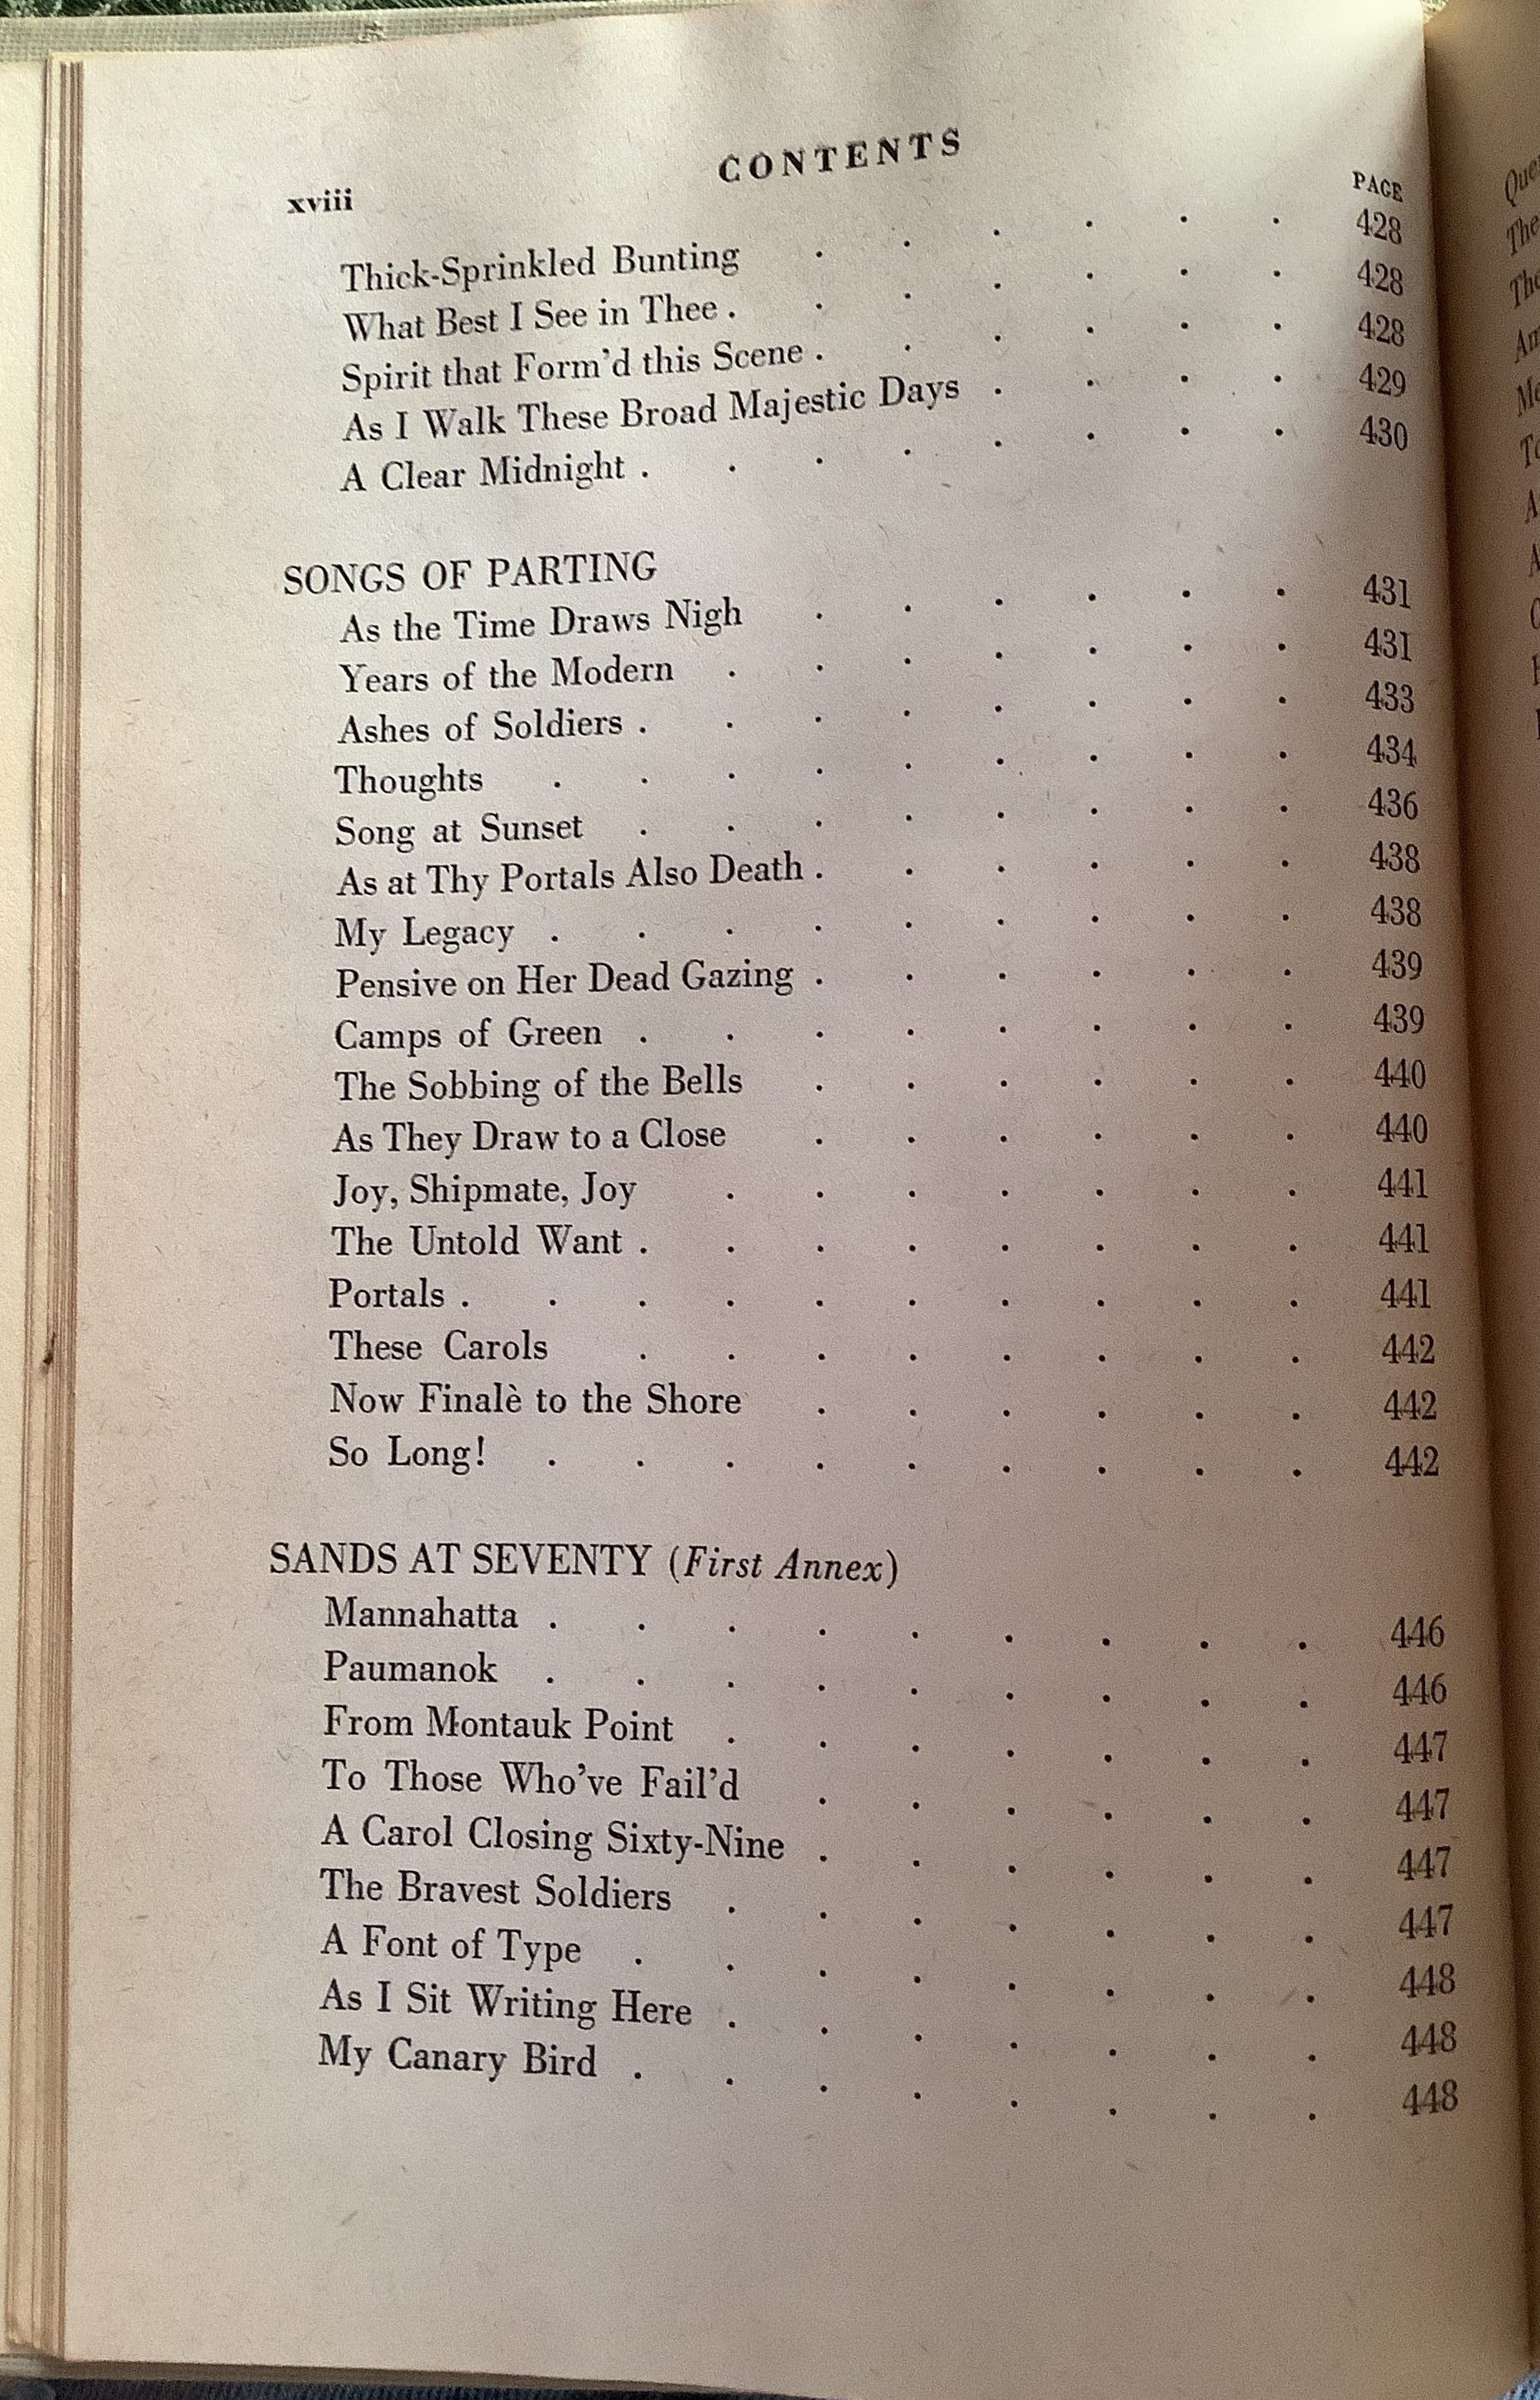 CONTENTS
xviii
PAGE
Thick-Sprinkled Bunting . . . . . . 428
What Best I See in Thee . . . . . . . 428
Spirit that Form'd this Scene . . . . . . 428
As I Walk These Broad Majestic Days . . . . 429
A Clear Midnight . . . . . . . . 430
SONGS OF PARTING
As the Time Draws Nigh . . . . . . 431
Years of the Modern . . . . . . . 431
Ashes of Soldiers . . . . . . . . 433
Thoughts . . . . . . . . . 434
Song at Sunset . . . . . . . . 436
As at Thy Portals Also Death . . . . . . 438
My Legacy . . . . . . . . . 438
Pensive on Her Dead Gazing . . . . . . 439
Camps of Green . . . . . . . . 439
The Sobbing of the Bells . . . . . . 440
As They Draw to a Close . . . . . . 440
Joy, Shipmate, Joy . . . . . . . 441
The Untold Want . . . . . . . . 441
Portals . . . . . . . . . . 441
These Carols . . . . . . . . 442
Now Finalè to the Shore . . . . . . 442
So Long! . . . . . . . . . 442
SANDS AT SEVENTY (First Annex)
Mannahatta . . . . . . . . . 446
Paumanok . . . . . . . . . 446
From Montauk Point . . . . . . . 447
To Those Who've Fail'd . . . . . . 447
A Carol Closing Sixty-Nine . . . . . . 447
The Bravest Soldiers . . . . . . . 447
A Font of Type . . . . . . . . 448
As I Sit Writing Here . . . . . . . 448
My Canary Bird . . . . . . . . 448
The